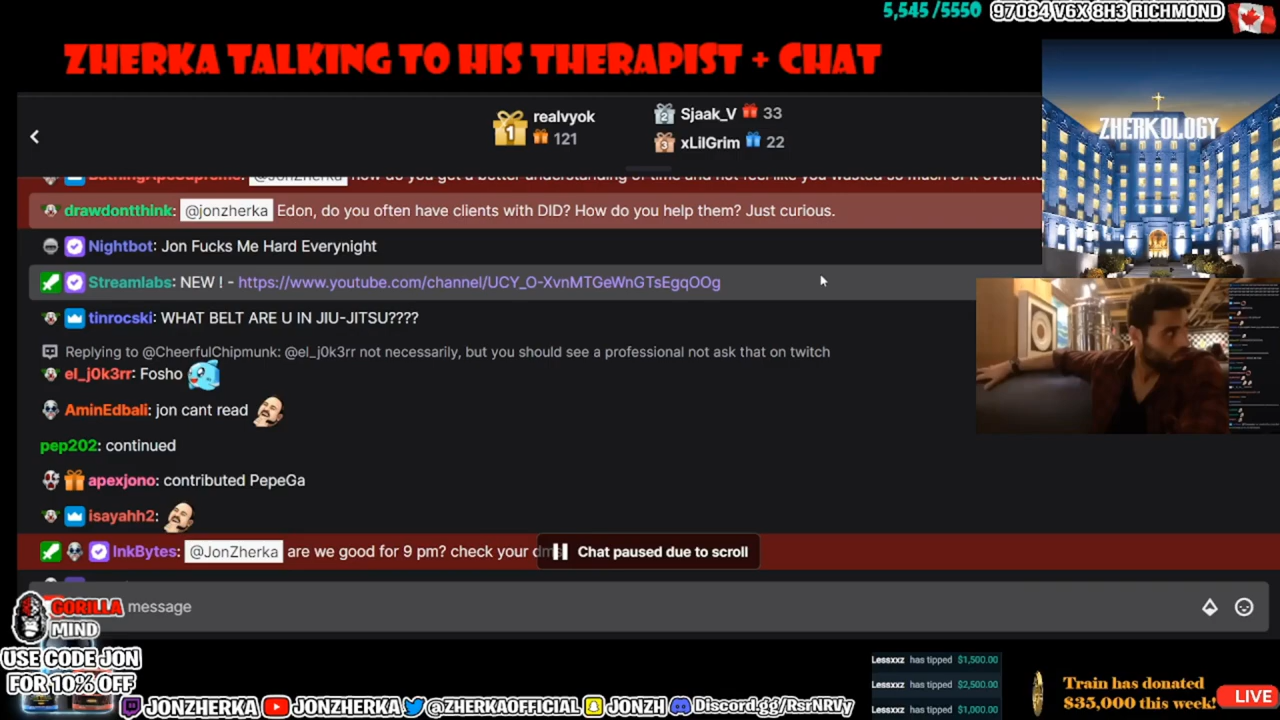 5,545 /5550
97084 V6X 8H3 RICHMOND
ZHERKA TALKING TO HIS THERAPIST + CHAT
ZHERKOLOGY
1 realvyok
121
2 Sjaak_V 33
3 xLilGrim 22
drawdontthink: @jonzherka Edon, do you often have clients with DID? How do you help them? Just curious.
Nightbot: Jon Fucks Me Hard Everynight
Streamlabs: NEW ! - https://www.youtube.com/channel/UCY_O-XvnMTGeWnGTsEgqOOg
tinrocski: WHAT BELT ARE U IN JIU-JITSU????
Replying to @CheerfulChipmunk: @el_j0k3rr not necessarily, but you should see a professional not ask that on twitch
el_j0k3rr: Fosho
AminEdbali: jon cant read
pep202: continued
apexjono: contributed PepeGa
isayahh2:
InkBytes: @JonZherka are we good for 9 pm? check your
Chat paused due to scroll
message
GORILLA
MIND
USE CODE JON
FOR 10% OFF
JONZHERKA JONZHERKA @ZHERKAOFFICIAL JONZH Discord.gg/RsrNRVy
Lessxxz has tipped $1,500.00
Lessxxz has tipped $2,500.00
Lessxxz has tipped $1,000.00
Train has donated
$35,000 this week!
LIVE